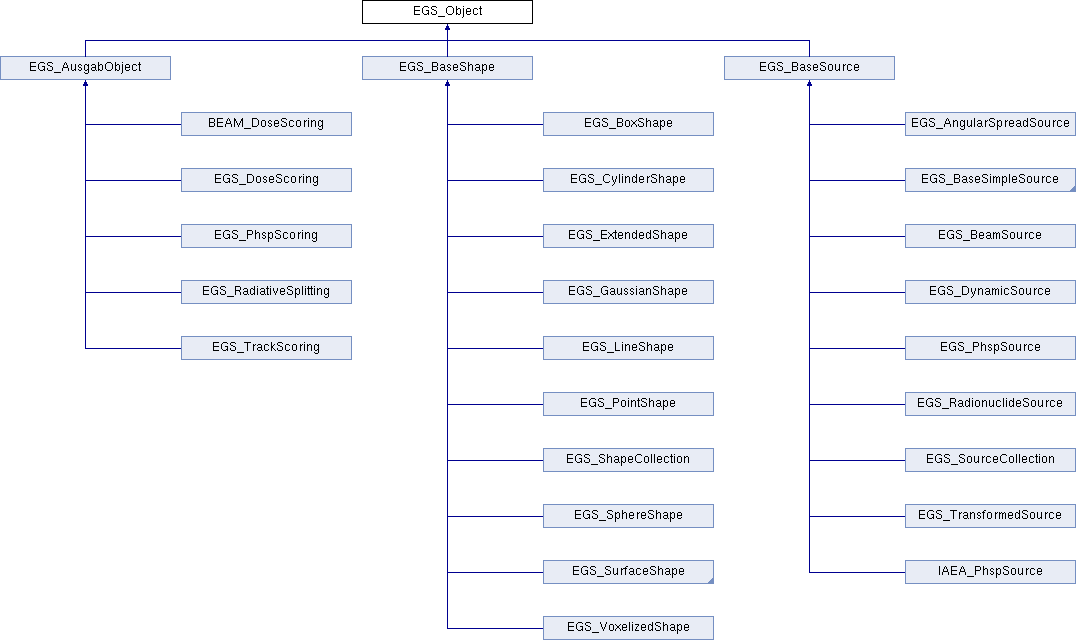 EGS_Object
EGS_AusgabObject
EGS_BaseShape
EGS_BaseSource
BEAM_DoseScoring
EGS_BoxShape
EGS_AngularSpreadSource
EGS_DoseScoring
EGS_CylinderShape
EGS_BaseSimpleSource
EGS_PhspScoring
EGS_ExtendedShape
EGS_BeamSource
EGS_RadiativeSplitting
EGS_GaussianShape
EGS_DynamicSource
EGS_TrackScoring
EGS_LineShape
EGS_PhspSource
EGS_PointShape
EGS_RadionuclideSource
EGS_ShapeCollection
EGS_SourceCollection
EGS_SphereShape
EGS_TransformedSource
EGS_SurfaceShape
IAEA_PhspSource
EGS_VoxelizedShape